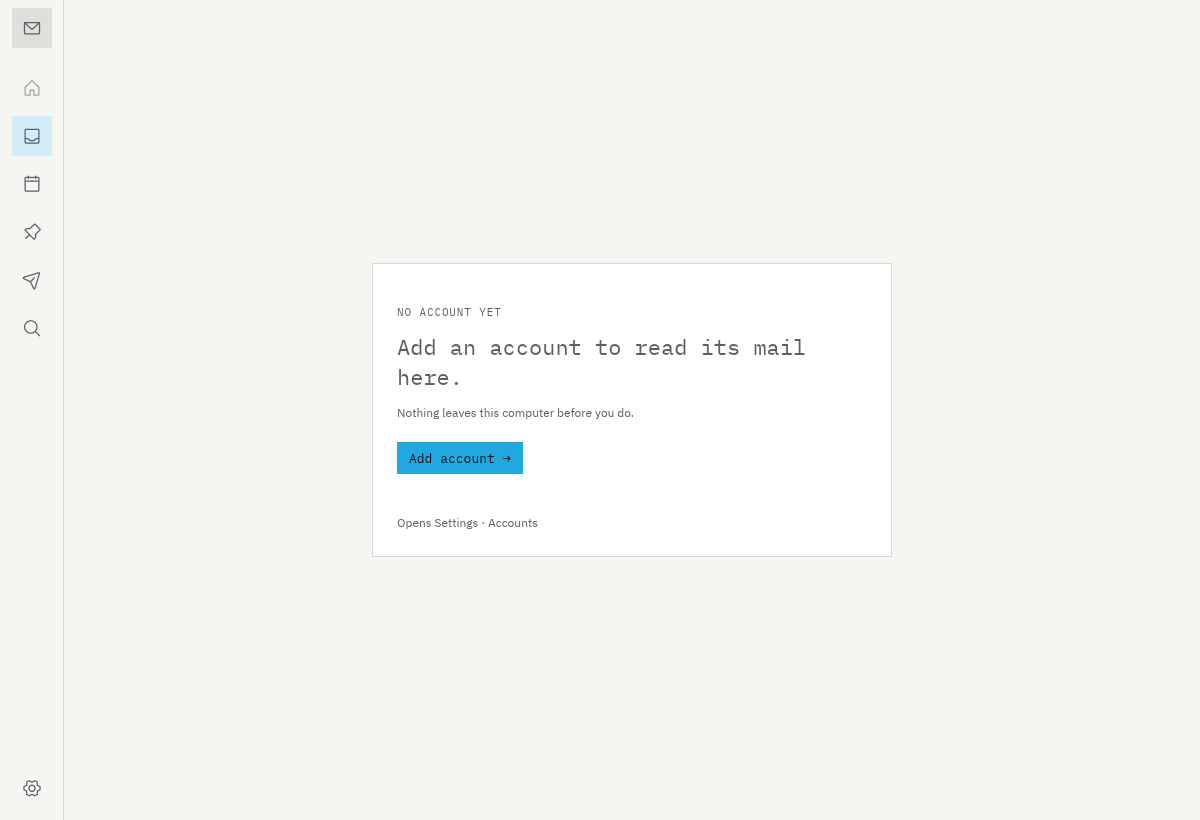 NO ACCOUNT YET
Add an account to read its mail
here.
Nothing leaves this computer before you do.
Add account →
Opens Settings · Accounts